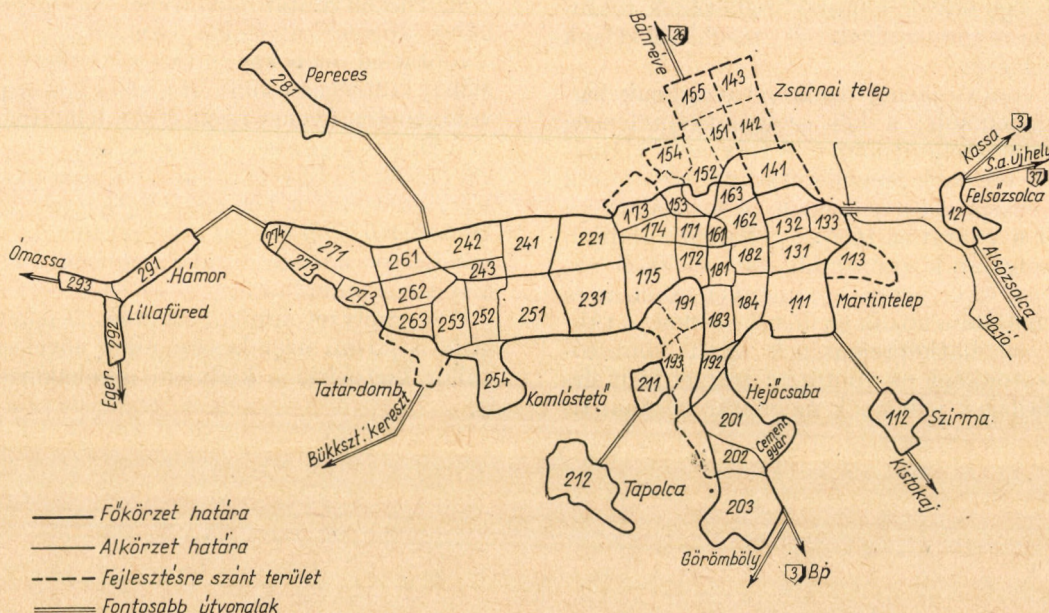 Bánréve
26
Pereces
281
155
143
Zsarnai telep
151
142
154
152
141
3
Kassa
S.a.újhely
37
Felsőzsolca
121
Alsózsolca
Sajó
274
271
273
273
261
242
241
221
243
262
263
253
252
251
231
254
173
153
163
174
171
161
162
132
133
172
131
182
113
175
181
191
183
184
111
Martintelep
Ómassa
293
291
Hámor
Lillafüred
292
Eger
Tatárdomb
Bükkszt. kereszt
Komlóstető
211
193
192
Hejőcsaba
201
Cement
gyár
202
203
212
Tapolca
112
Szirma
Kistokaj
Görömböly
3 Bp
Főkörzet határa
Alkörzet határa
Fejlesztésre szánt terület
Fontosabb útvonalak